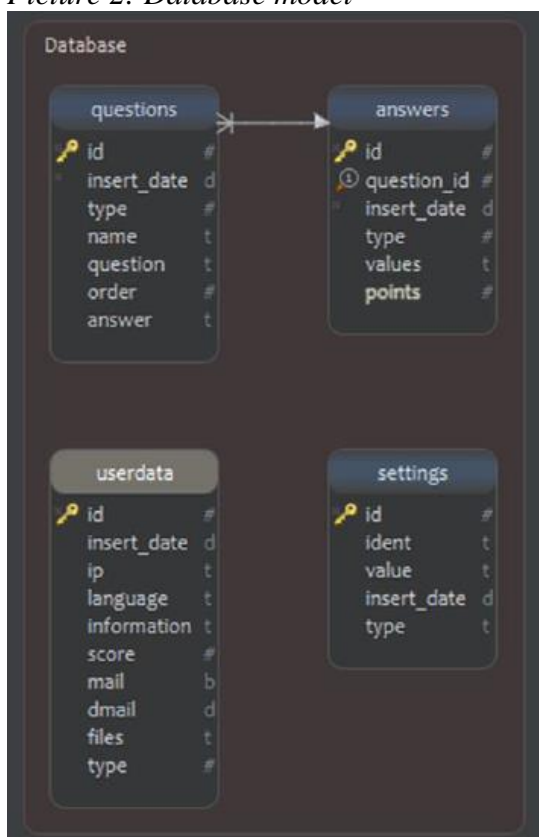 Picture 2: Database model
Database
questions
id #
insert_date d
type #
name t
question t
order #
answer t
answers
id #
question_id #
insert_date d
type #
values t
points #
userdata
id #
insert_date d
ip t
language t
information t
score #
mail b
dmail d
files t
type #
settings
id #
ident t
value t
insert_date d
type t